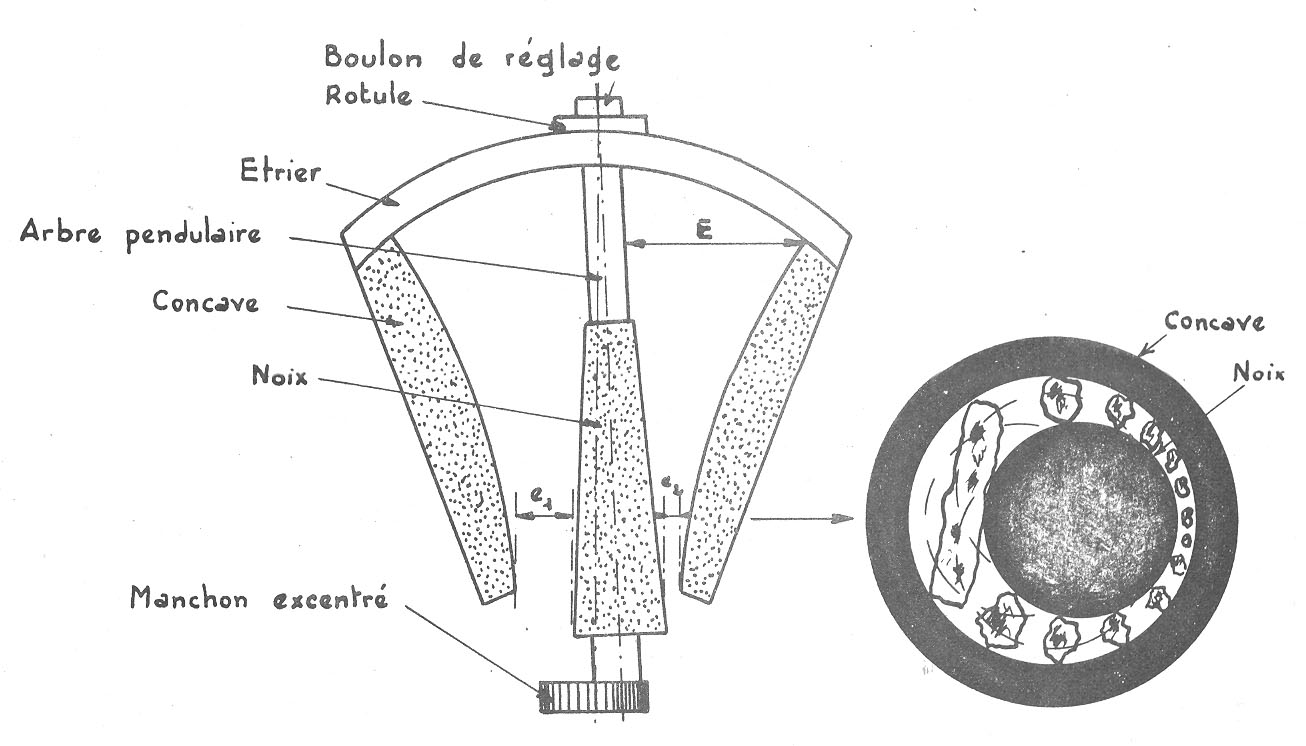 Boulon de réglage
Rotule
Etrier
Arbre pendulaire
E
Concave
Noix
e1
e2
Manchon excentré
Concave
Noix